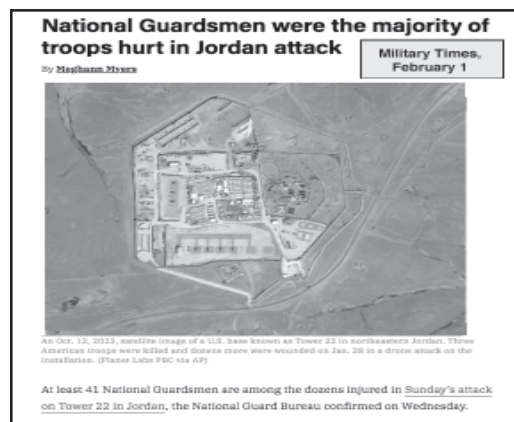 National Guardsmen were the majority of
troops hurt in Jordan attack
Military Times,
February 1
By Meghann Myers
An Oct. 12, 2023, satellite image of a U.S. base known as Tower 22 in northeastern Jordan. Three
American troops were killed and dozens more were wounded on Jan. 28 in a drone attack on the
installation. (Planet Labs PBC via AP)
At least 41 National Guardsmen are among the dozens injured in Sunday's attack
on Tower 22 in Jordan, the National Guard Bureau confirmed on Wednesday.